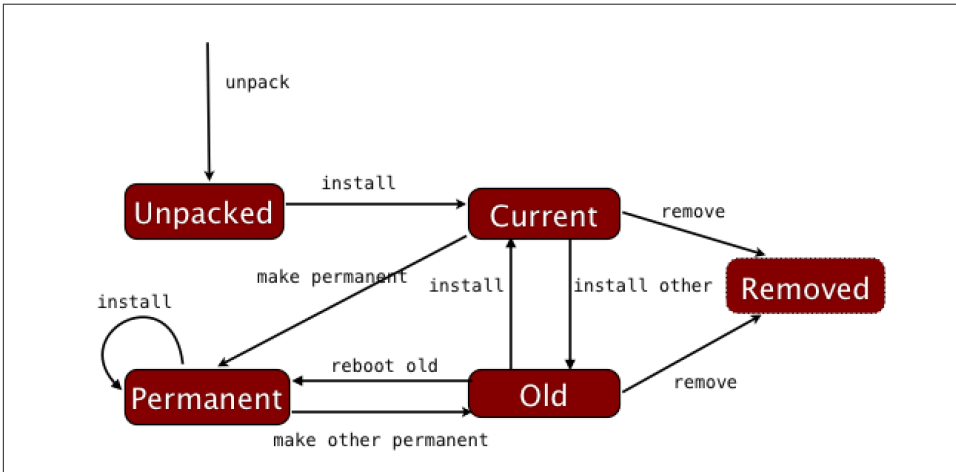 unpack
install
Unpacked
Current
remove
make permanent
install
install other
Removed
install
reboot old
Permanent
Old
remove
make other permanent